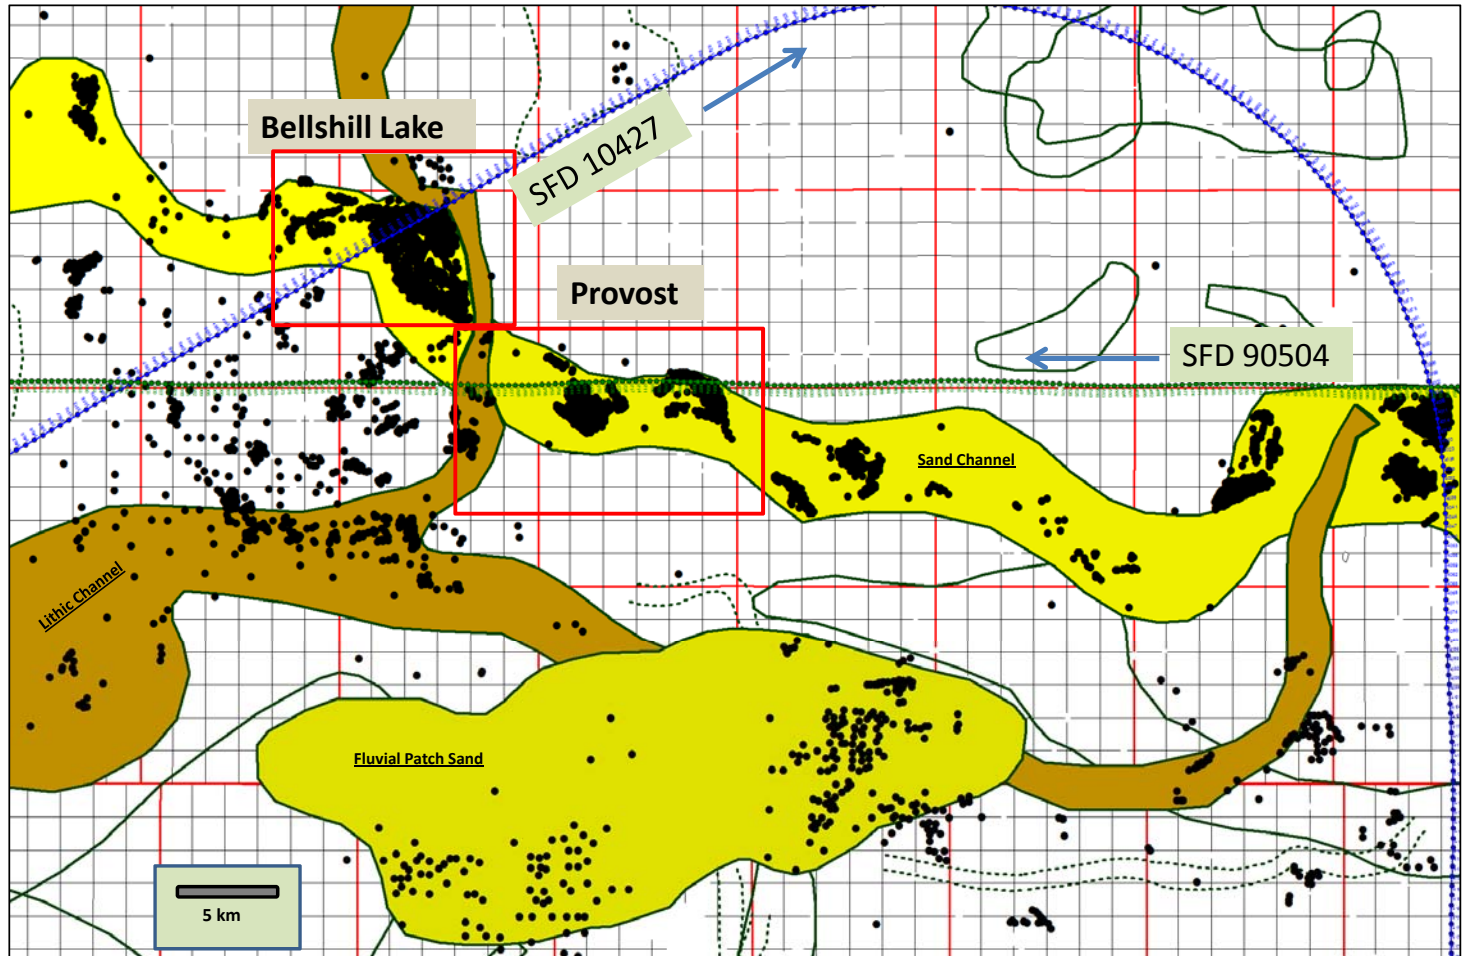 Bellshill Lake
SFD 10427
Provost
SFD 90504
Sand Channel
Lithic Channel
Fluvial Patch Sand
5 km